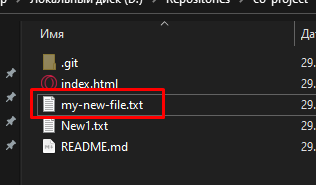 Локальный диск (D:) > Repositories > co-project
Имя
Да
.git
29.
index.html
29.
my-new-file.txt
29.
New1.txt
29.
README.md
29.